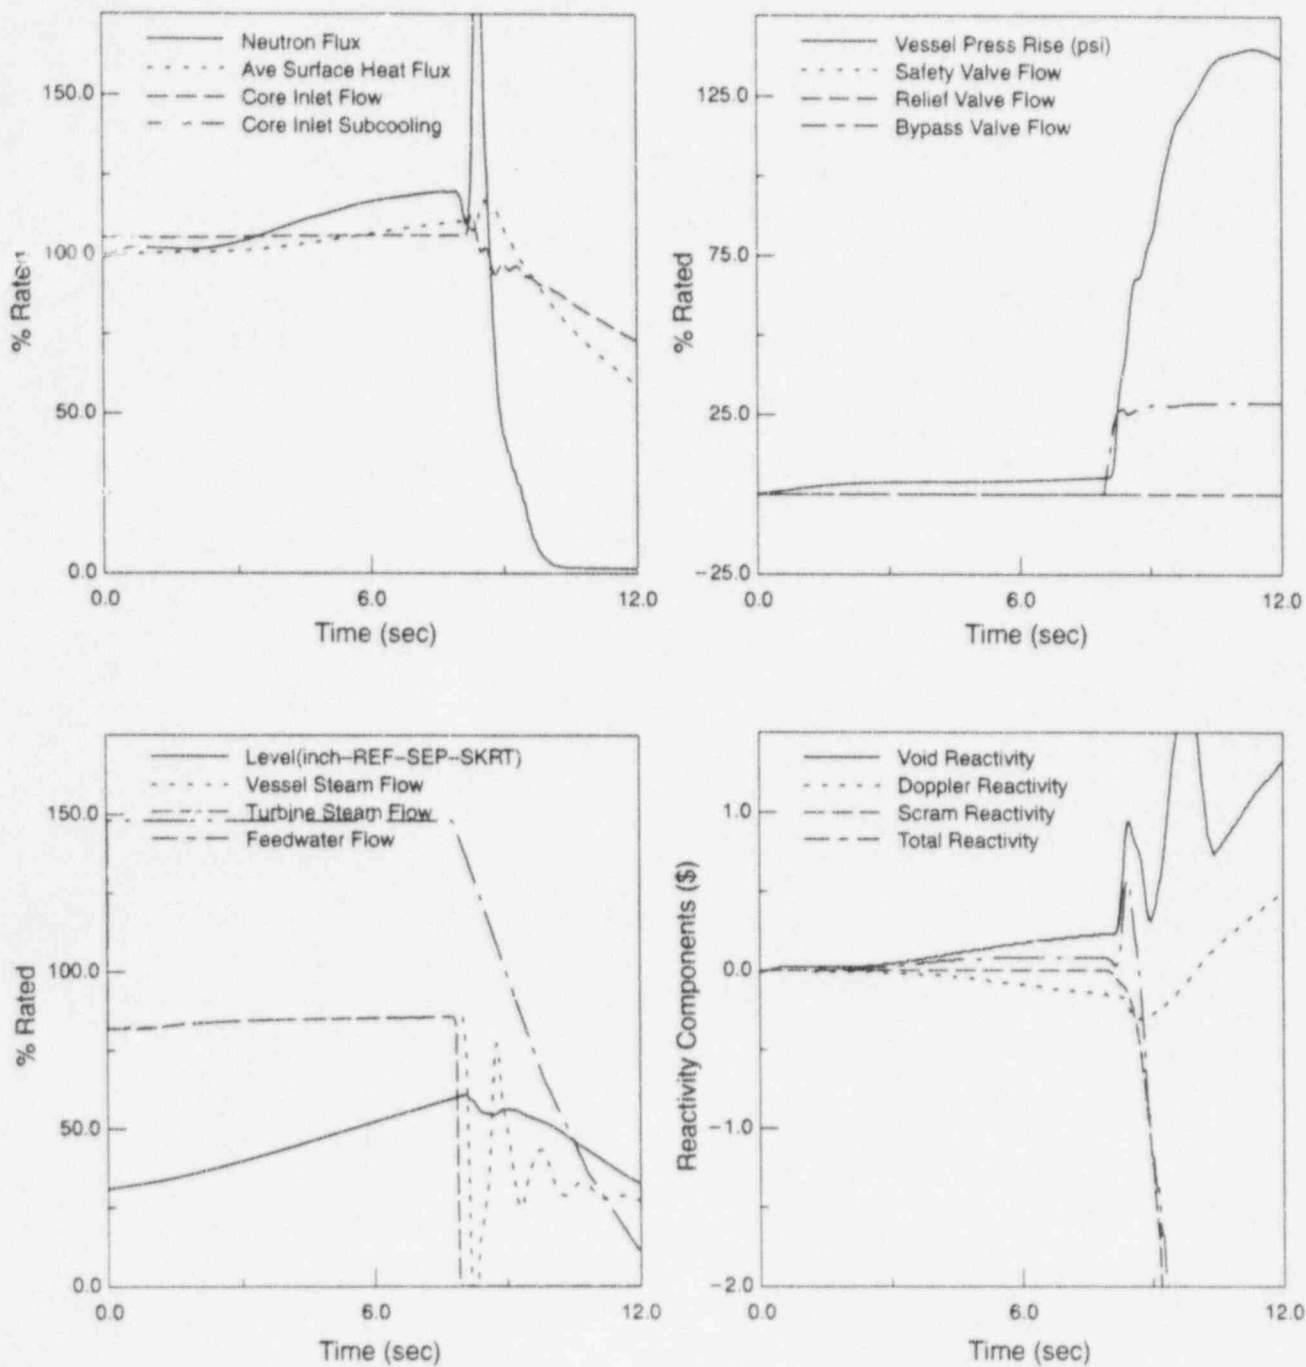 Neutron Flux
Ave Surface Heat Flux
Core Inlet Flow
Core Inlet Subcooling
150.0
100.0
50.0
0.0
% Rate
0.0
6.0
12.0
Time (sec)
Vessel Press Rise (psi)
Safety Valve Flow
Relief Valve Flow
Bypass Valve Flow
125.0
75.0
25.0
−25.0
% Rated
0.0
6.0
12.0
Time (sec)
Level(inch–REF–SEP–SKRT)
Vessel Steam Flow
Turbine Steam Flow
Feedwater Flow
150.0
100.0
50.0
0.0
% Rated
0.0
6.0
12.0
Time (sec)
Void Reactivity
Doppler Reactivity
Scram Reactivity
Total Reactivity
1.0
0.0
−1.0
−2.0
Reactivity Components ($)
0.0
6.0
12.0
Time (sec)